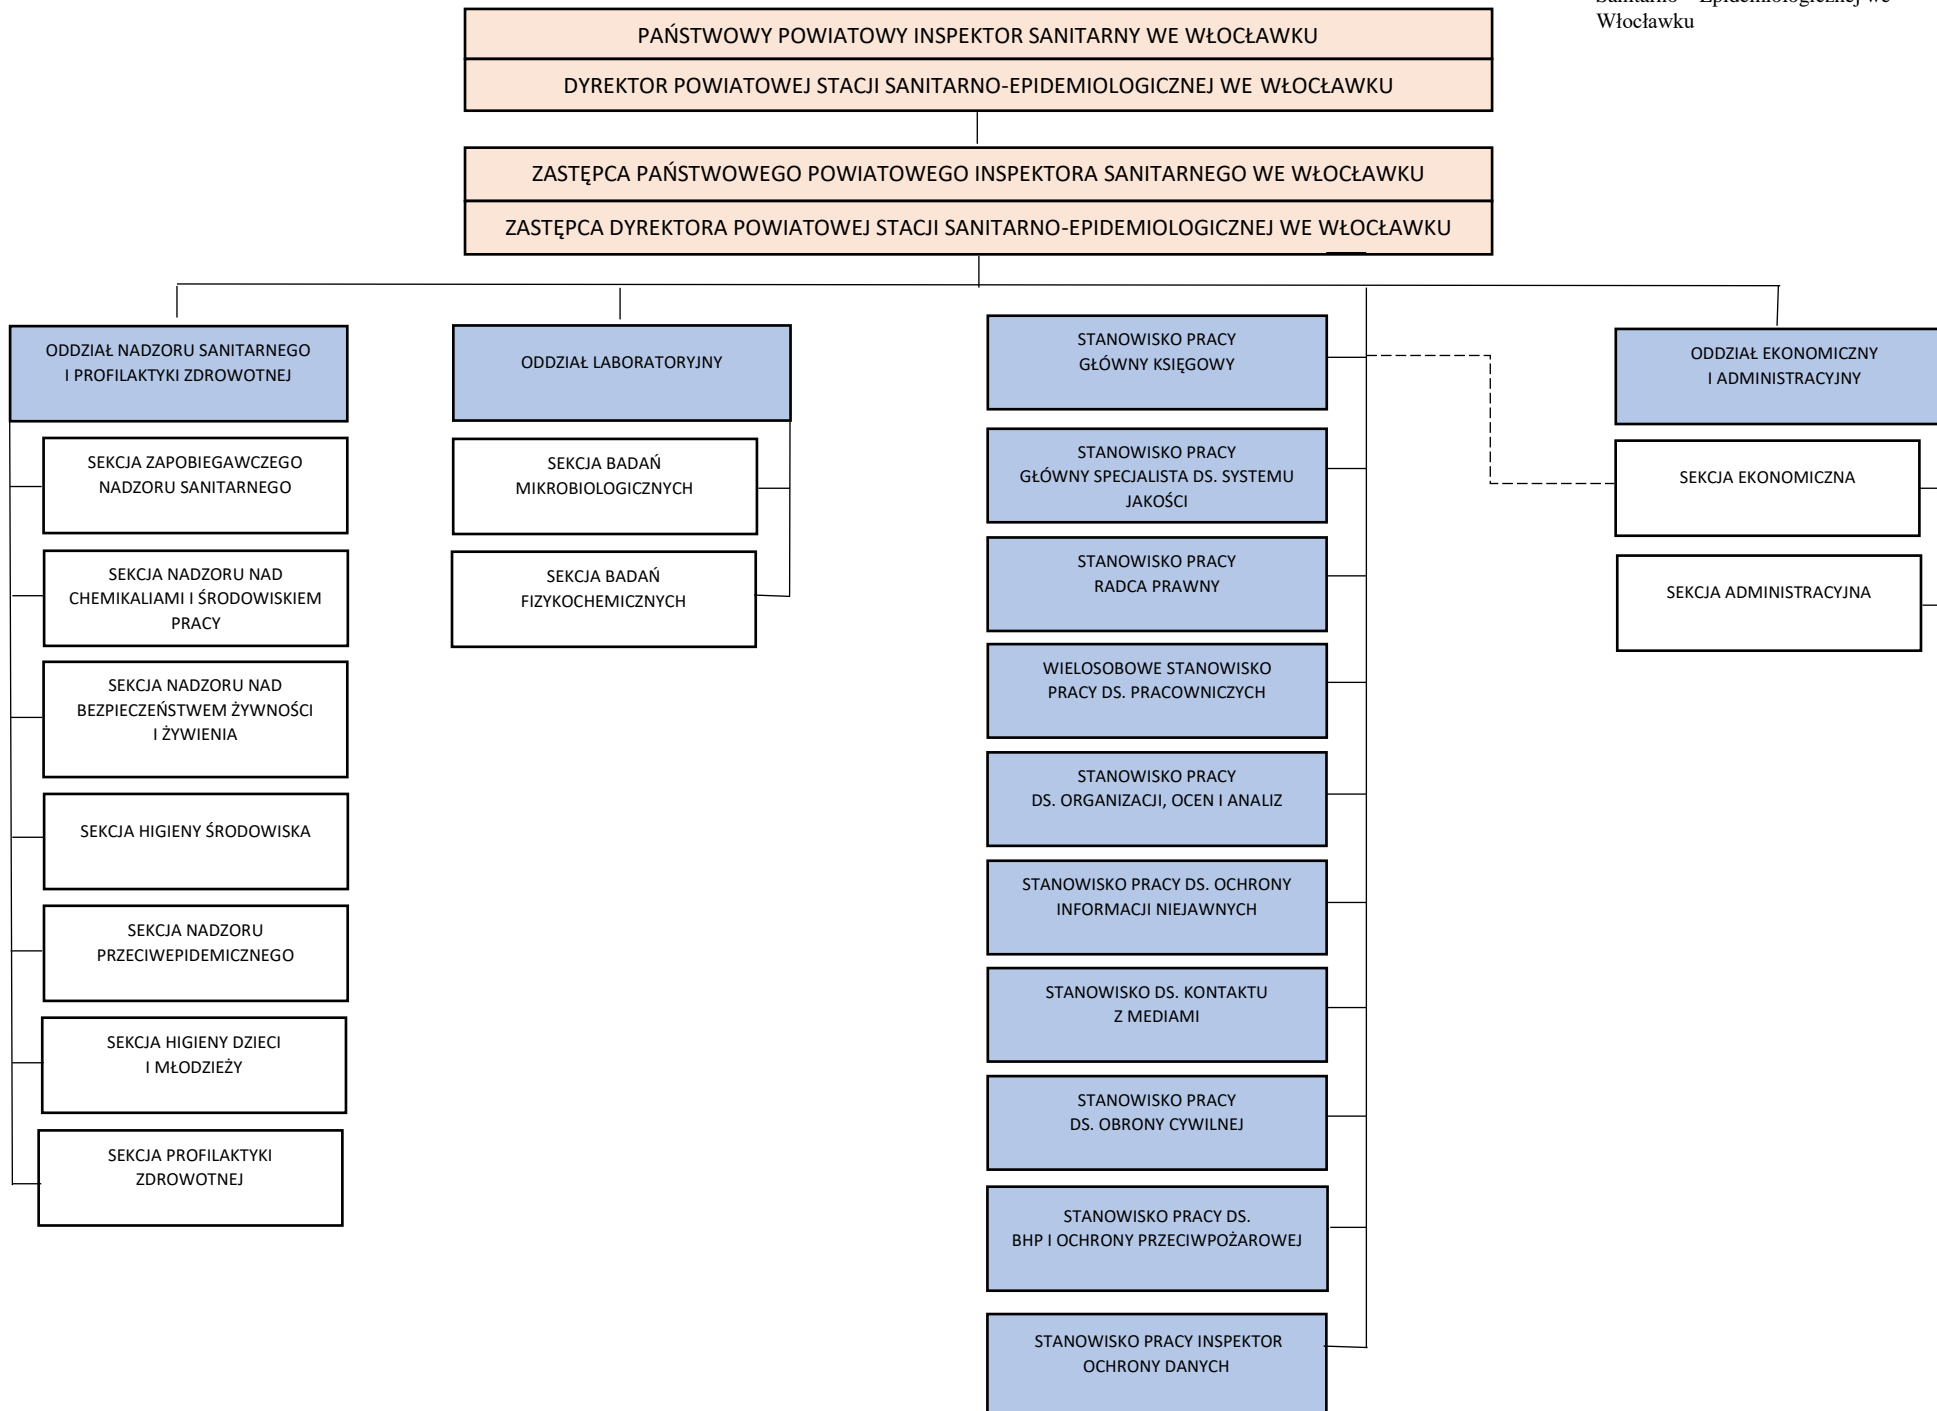 Sanitarno – Epidemiologicznej we
Włocławku
PAŃSTWOWY POWIATOWY INSPEKTOR SANITARNY WE WŁOCŁAWKU
DYREKTOR POWIATOWEJ STACJI SANITARNO-EPIDEMIOLOGICZNEJ WE WŁOCŁAWKU
ZASTĘPCA PAŃSTWOWEGO POWIATOWEGO INSPEKTORA SANITARNEGO WE WŁOCŁAWKU
ZASTĘPCA DYREKTORA POWIATOWEJ STACJI SANITARNO-EPIDEMIOLOGICZNEJ WE WŁOCŁAWKU
ODDZIAŁ NADZORU SANITARNEGO
I PROFILAKTYKI ZDROWOTNEJ
SEKCJA ZAPOBIEGAWCZEGO
NADZORU SANITARNEGO
SEKCJA NADZORU NAD
CHEMIKALIAMI I ŚRODOWISKIEM
PRACY
SEKCJA NADZORU NAD
BEZPIECZEŃSTWEM ŻYWNOŚCI
I ŻYWIENIA
SEKCJA HIGIENY ŚRODOWISKA
SEKCJA NADZORU
PRZECIWEPIDEMICZNEGO
SEKCJA HIGIENY DZIECI
I MŁODZIEŻY
SEKCJA PROFILAKTYKI
ZDROWOTNEJ
ODDZIAŁ LABORATORYJNY
SEKCJA BADAŃ
MIKROBIOLOGICZNYCH
SEKCJA BADAŃ
FIZYKOCHEMICZNYCH
STANOWISKO PRACY
GŁÓWNY KSIĘGOWY
STANOWISKO PRACY
GŁÓWNY SPECJALISTA DS. SYSTEMU
JAKOŚCI
STANOWISKO PRACY
RADCA PRAWNY
WIELOSOBOWE STANOWISKO
PRACY DS. PRACOWNICZYCH
STANOWISKO PRACY
DS. ORGANIZACJI, OCEN I ANALIZ
STANOWISKO PRACY DS. OCHRONY
INFORMACJI NIEJAWNYCH
STANOWISKO DS. KONTAKTU
Z MEDIAMI
STANOWISKO PRACY
DS. OBRONY CYWILNEJ
STANOWISKO PRACY DS.
BHP I OCHRONY PRZECIWPOŻAROWEJ
STANOWISKO PRACY INSPEKTOR
OCHRONY DANYCH
ODDZIAŁ EKONOMICZNY
I ADMINISTRACYJNY
SEKCJA EKONOMICZNA
SEKCJA ADMINISTRACYJNA